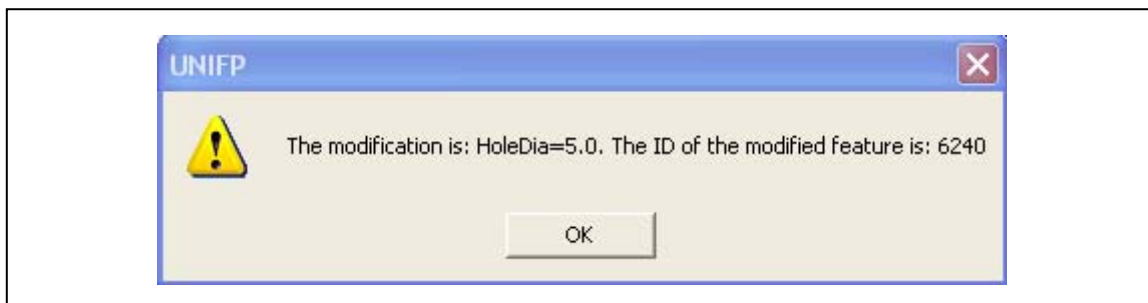 UNIFP
The modification is: HoleDia=5.0. The ID of the modified feature is: 6240
OK